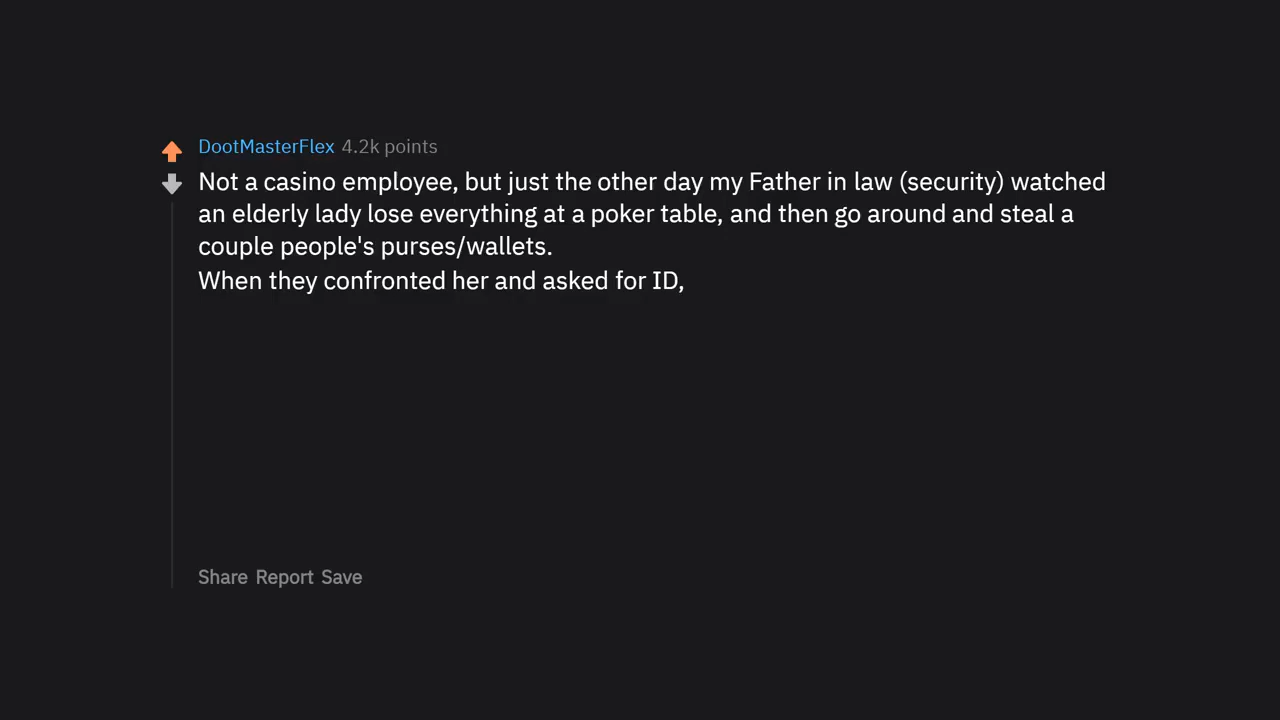 DootMasterFlex 4.2k points
Not a casino employee, but just the other day my Father in law (security) watched
an elderly lady lose everything at a poker table, and then go around and steal a
couple people's purses/wallets.
When they confronted her and asked for ID,
Share Report Save